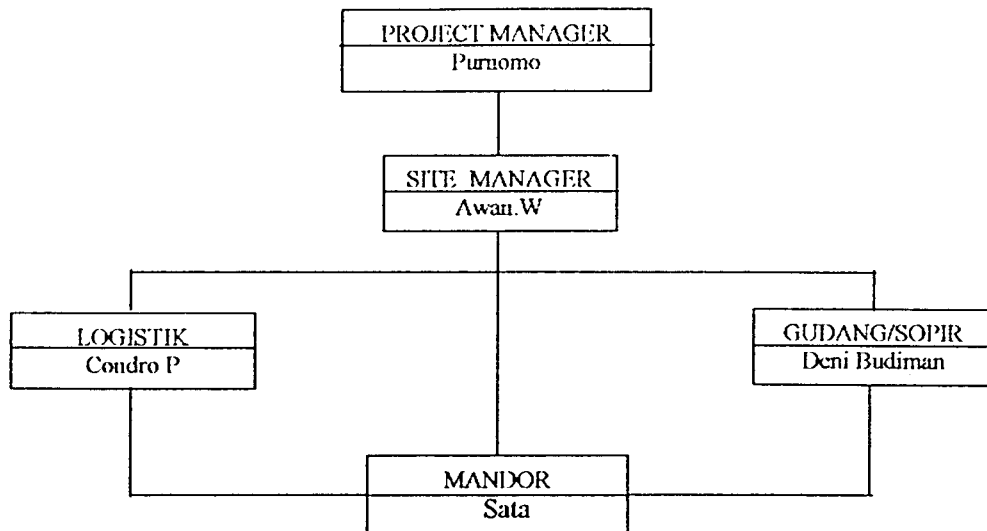 PROJECT MANAGER
Purnomo
SITE MANAGER
Awan.W
LOGISTIK
Condro P
GUDANG/SOPIR
Deni Budiman
MANDOR
Sata